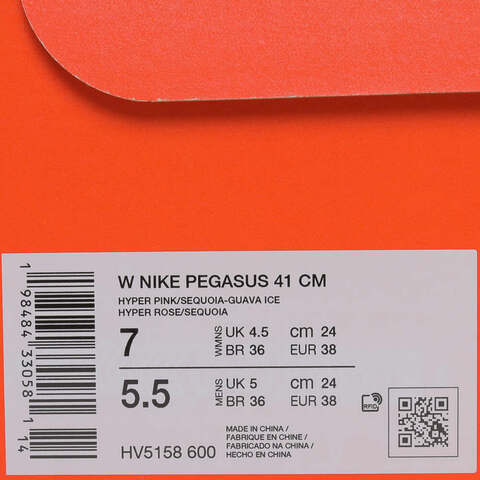 W NIKE PEGASUS 41 CM
HYPER PINK/SEQUOIA-GUAVA ICE
HYPER ROSE/SEQUOIA
7 WMNS UK 4.5 cm 24
BR 36 EUR 38
5.5 MENS UK 5 cm 24
BR 36 EUR 38
RFID
HV5158 600
MADE IN CHINA /
FABRIQUE EN CHINE /
FABRICADO NA CHINA /
HECHO EN CHINA
1 98484 33058 1 14